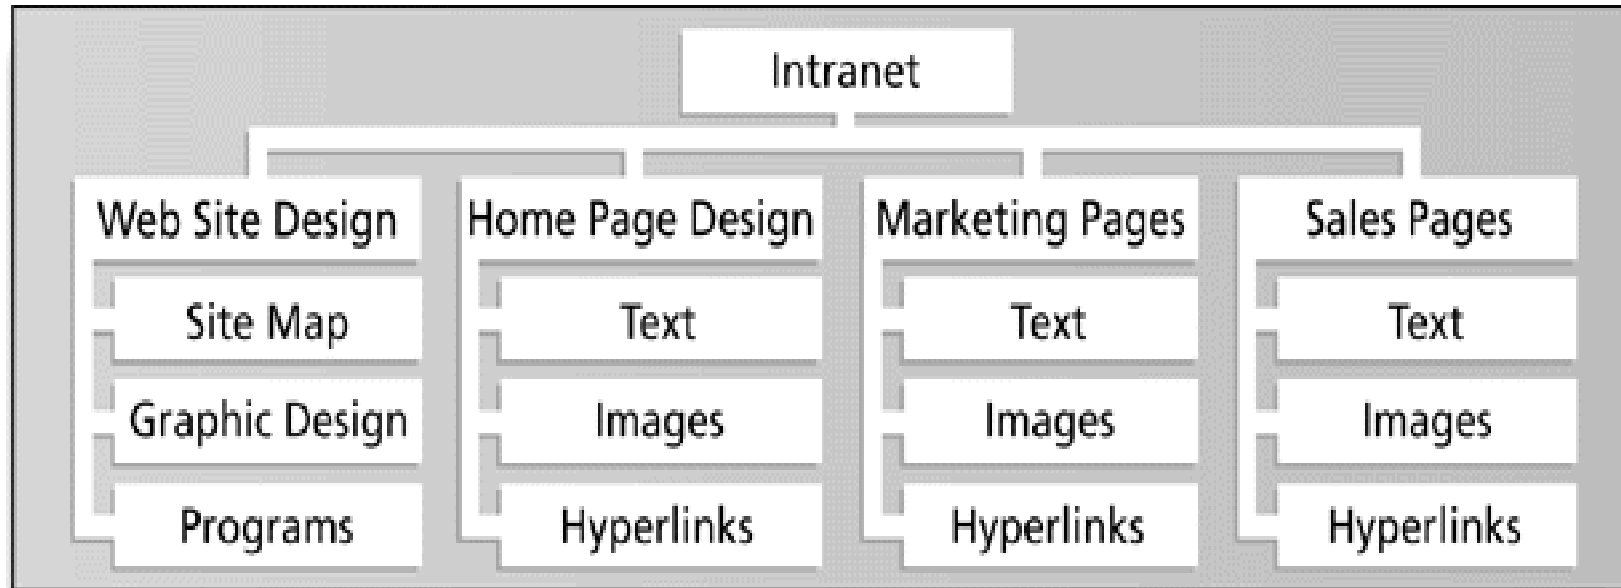 Intranet
Web Site Design
Site Map
Graphic Design
Programs
Home Page Design
Text
Images
Hyperlinks
Marketing Pages
Text
Images
Hyperlinks
Sales Pages
Text
Images
Hyperlinks